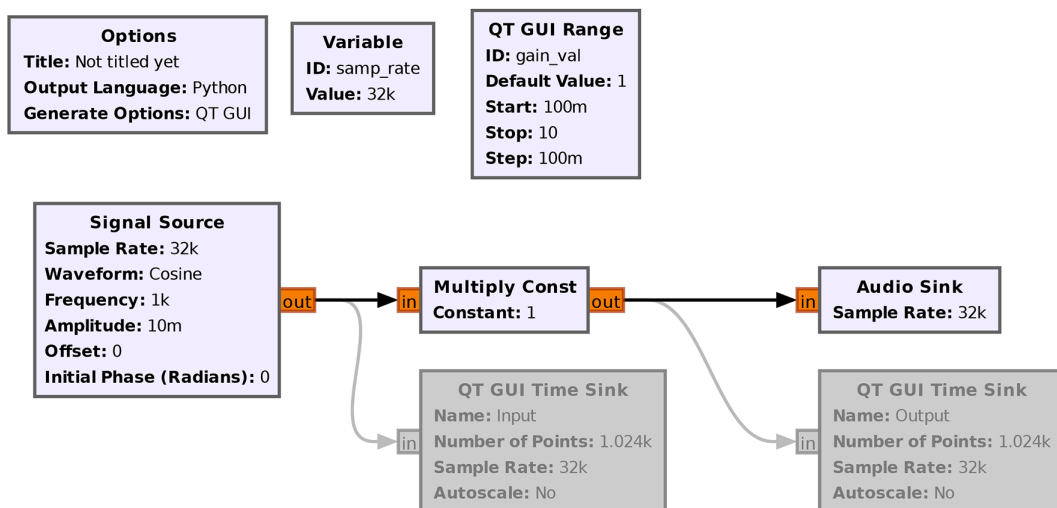 Options
Title: Not titled yet
Output Language: Python
Generate Options: QT GUI
Variable
ID: samp_rate
Value: 32k
QT GUI Range
ID: gain_val
Default Value: 1
Start: 100m
Stop: 10
Step: 100m
Signal Source
Sample Rate: 32k
Waveform: Cosine
Frequency: 1k
Amplitude: 10m
Offset: 0
Initial Phase (Radians): 0
out
in
Multiply Const
Constant: 1
out
in
Audio Sink
Sample Rate: 32k
in
QT GUI Time Sink
Name: Input
Number of Points: 1.024k
Sample Rate: 32k
Autoscale: No
in
QT GUI Time Sink
Name: Output
Number of Points: 1.024k
Sample Rate: 32k
Autoscale: No